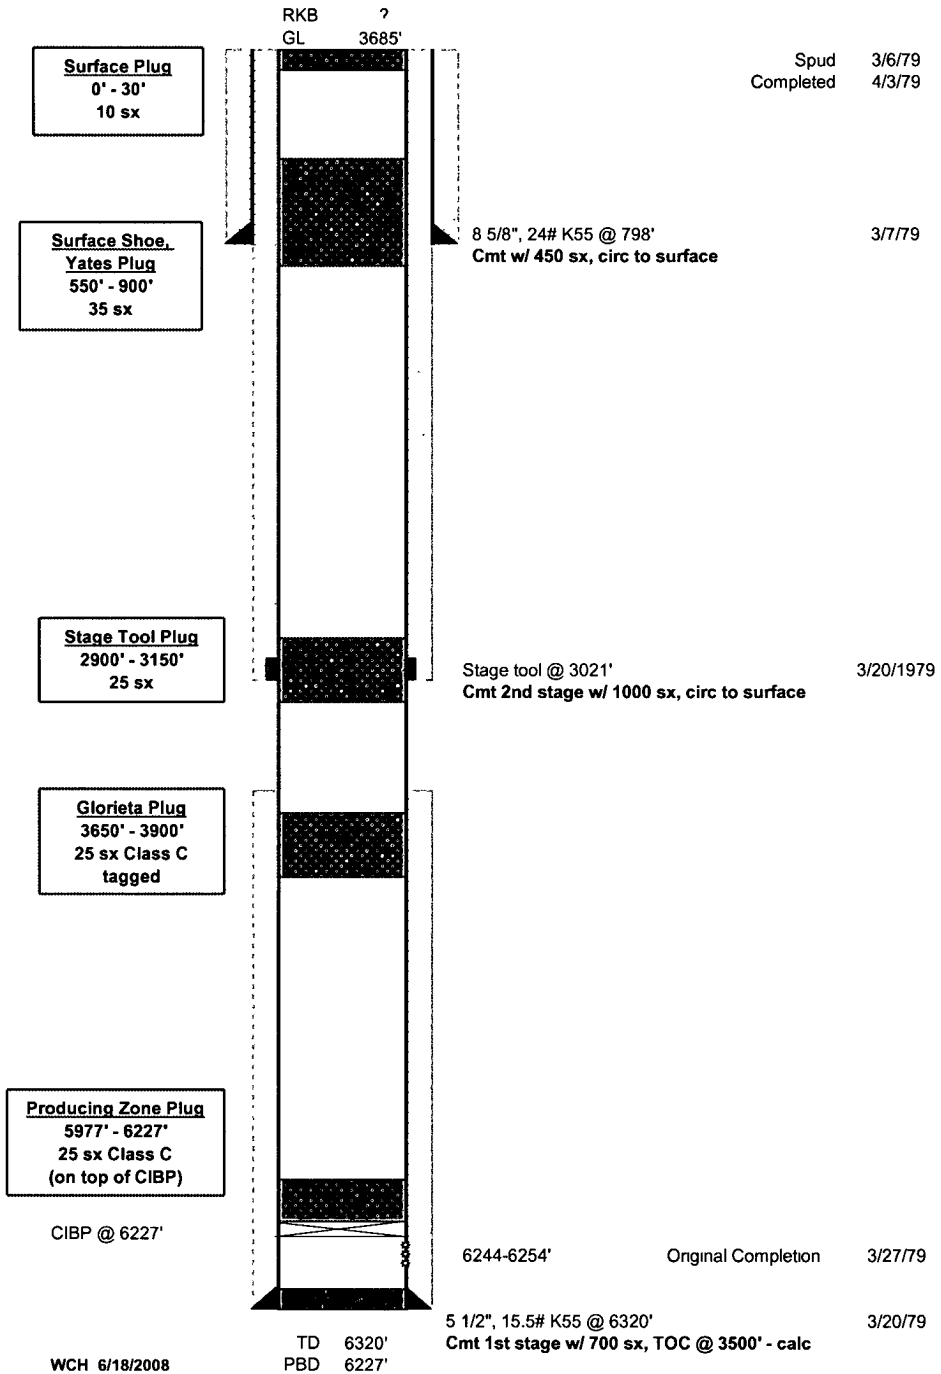 RKB ?
GL 3685'
Spud 3/6/79
Completed 4/3/79
Surface Plug
0' - 30'
10 sx
Surface Shoe,
Yates Plug
550' - 900'
35 sx
8 5/8", 24# K55 @ 798' 3/7/79
Cmt w/ 450 sx, circ to surface
Stage Tool Plug
2900' - 3150'
25 sx
Stage tool @ 3021' 3/20/1979
Cmt 2nd stage w/ 1000 sx, circ to surface
Glorieta Plug
3650' - 3900'
25 sx Class C
tagged
Producing Zone Plug
5977' - 6227'
25 sx Class C
(on top of CIBP)
CIBP @ 6227'
6244-6254' Original Completion 3/27/79
5 1/2", 15.5# K55 @ 6320' 3/20/79
Cmt 1st stage w/ 700 sx, TOC @ 3500' - calc
TD 6320'
PBD 6227'
WCH 6/18/2008